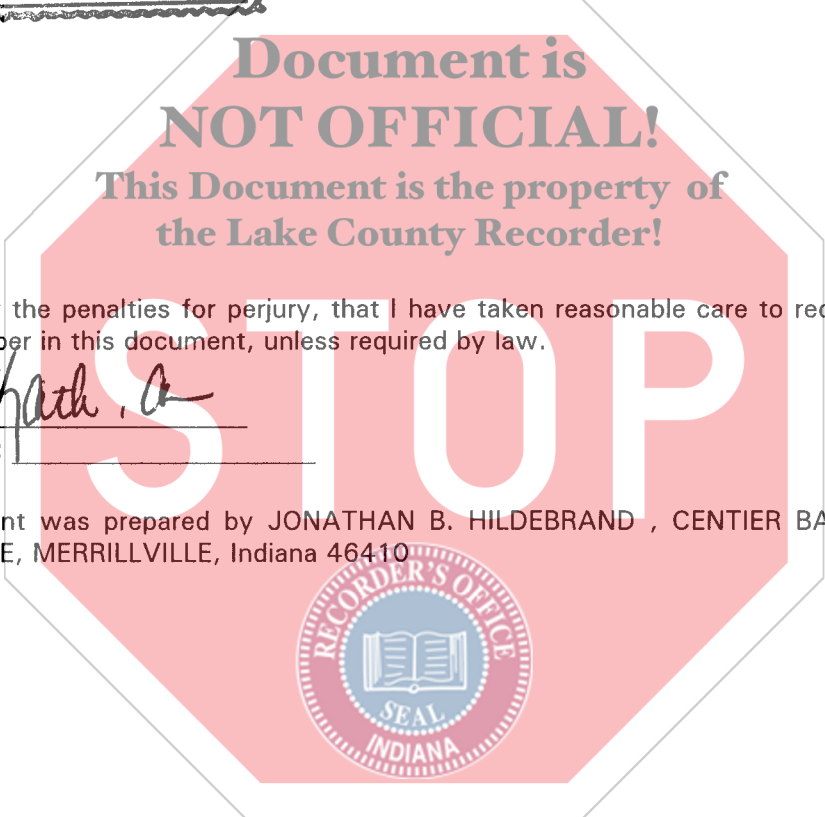 Document is
NOT OFFICIAL!
This Document is the property of
the Lake County Recorder!
the penalties for perjury, that I have taken reasonable care to
in this document, unless required by law.
STOP
was prepared by JONATHAN B. HILDEBRAND , CENTIER
E, MERRILLVILLE, Indiana 46410
RECORDER'S OFFICE
SEAL
INDIANA